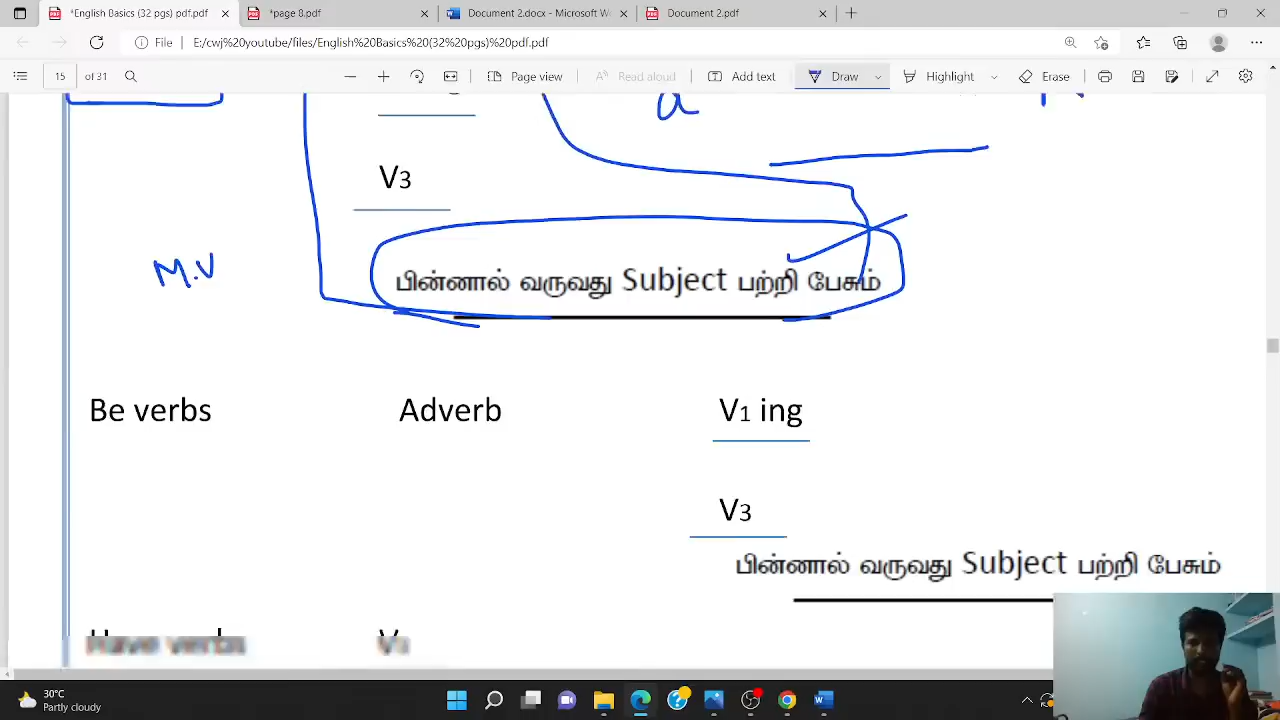 *English Basics (32 pgs) pdf.pdf
*page 8.pdf
Document 2.docx - Microsoft W
Document 2.pdf
File
E:/cwj%20youtube/files/English%20Basics%20(32%20pgs)%20pdf.pdf
15 of 31
Page view
Read aloud
Add text
Draw
Highlight
Erase
a
V3
M.V
பின்னால் வருவது Subject பற்றி பேசும்
Be verbs Adverb V1 ing
V3
பின்னால் வருவது Subject பற்றி பேசும்
Have verbs V3
30°C
Partly cloudy